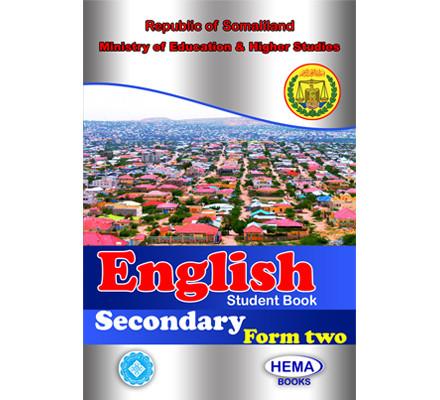 Republic of Somaliland
Ministry of Education & Higher Studies
English
Student Book
Secondary
Form two
HEMA
BOOKS